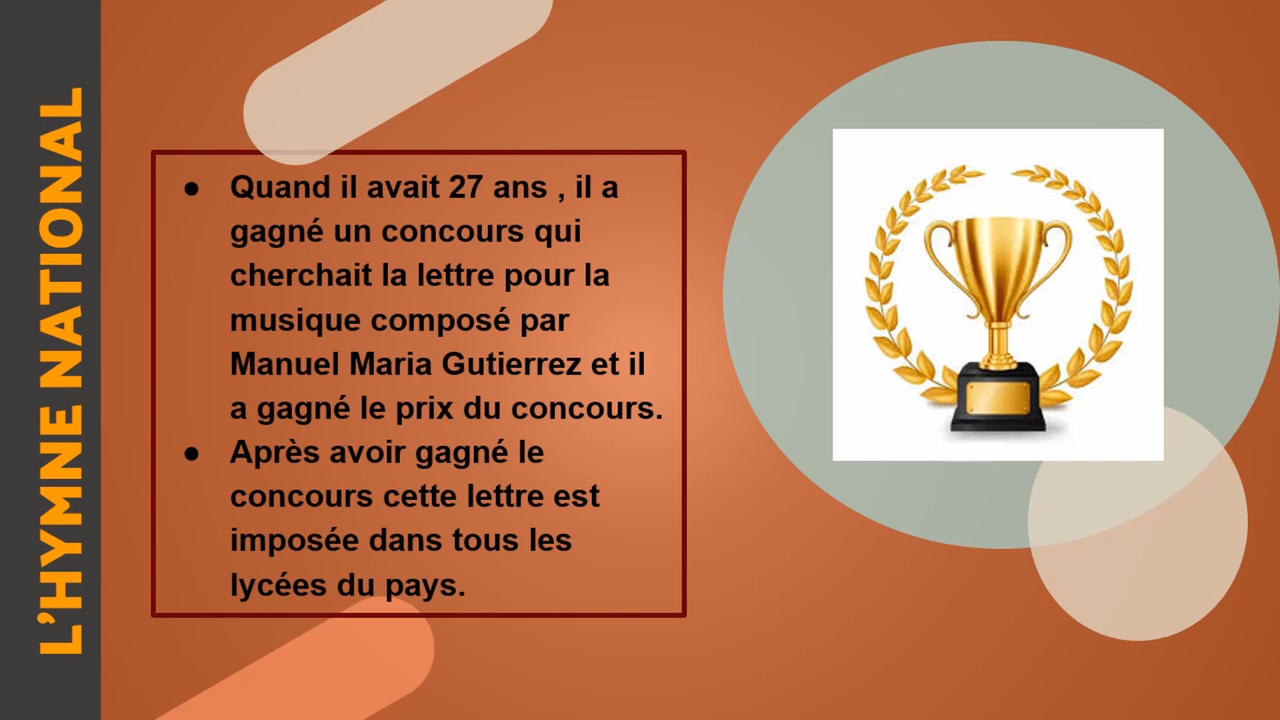 L'HYMNE NATIONAL
● Quand il avait 27 ans , il a
gagné un concours qui
cherchait la lettre pour la
musique composé par
Manuel Maria Gutierrez et il
a gagné le prix du concours.
● Après avoir gagné le
concours cette lettre est
imposée dans tous les
lycées du pays.